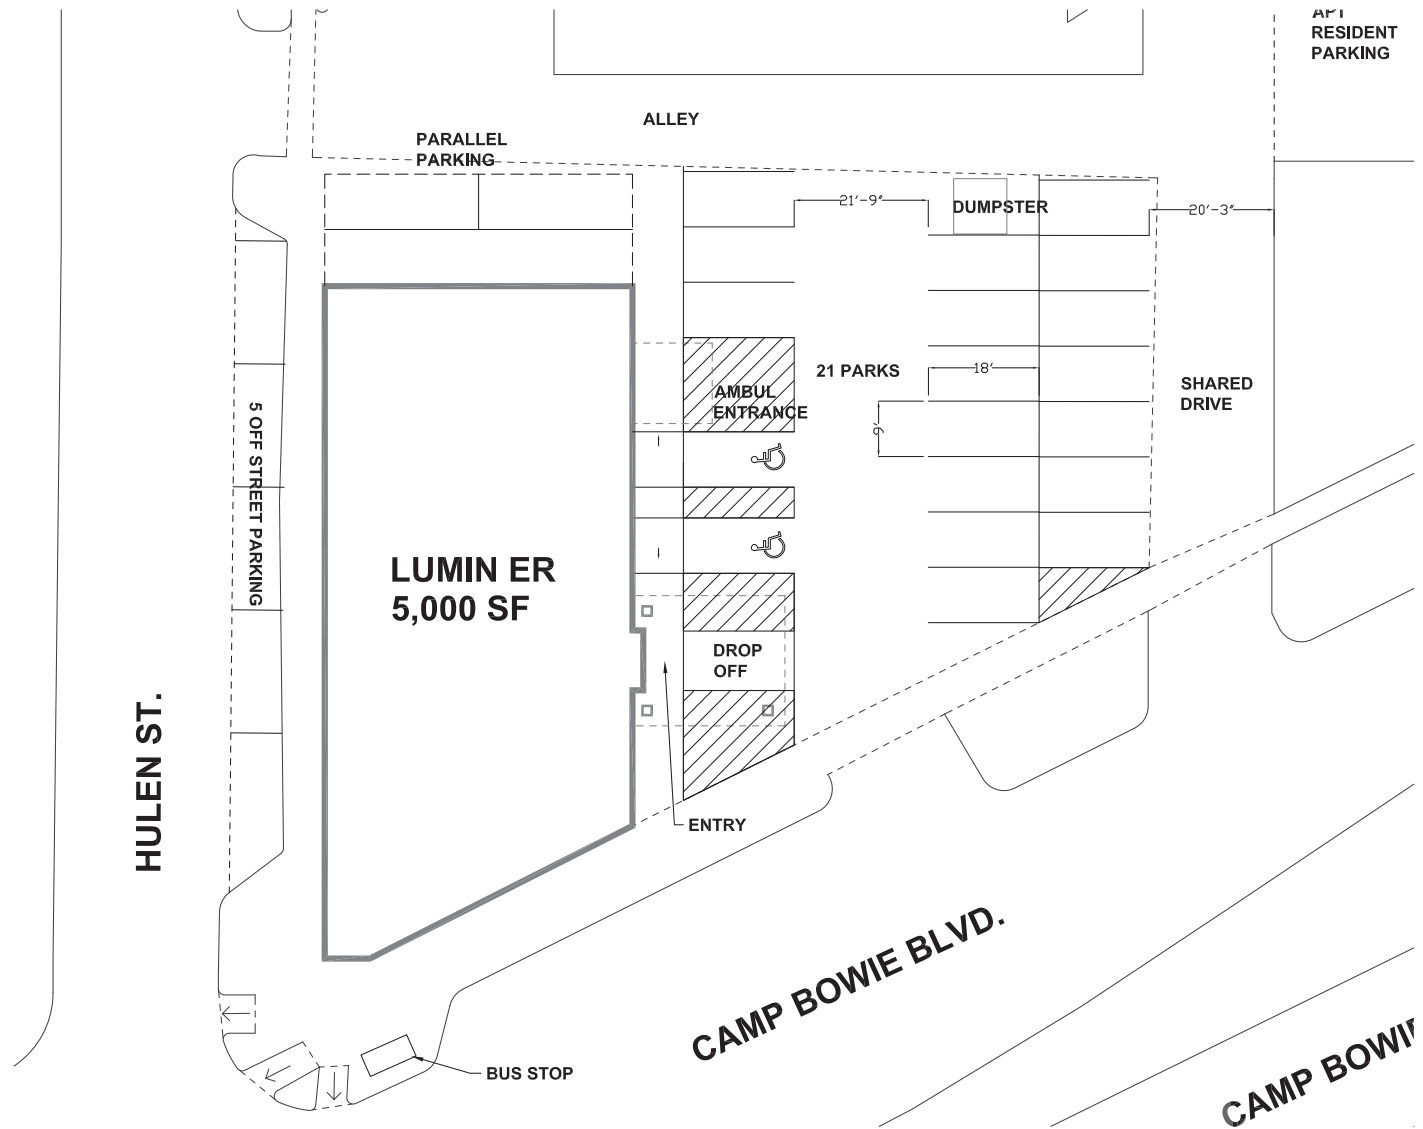 APT
RESIDENT
PARKING
ALLEY
PARALLEL
PARKING
21'-9"
DUMPSTER
20'-3"
21 PARKS
18'
AMBUL
ENTRANCE
SHARED
DRIVE
9'
5 OFF STREET PARKING
LUMIN ER
5,000 SF
DROP
OFF
HULEN ST.
ENTRY
CAMP BOWIE BLVD.
BUS STOP
CAMP BOWIE